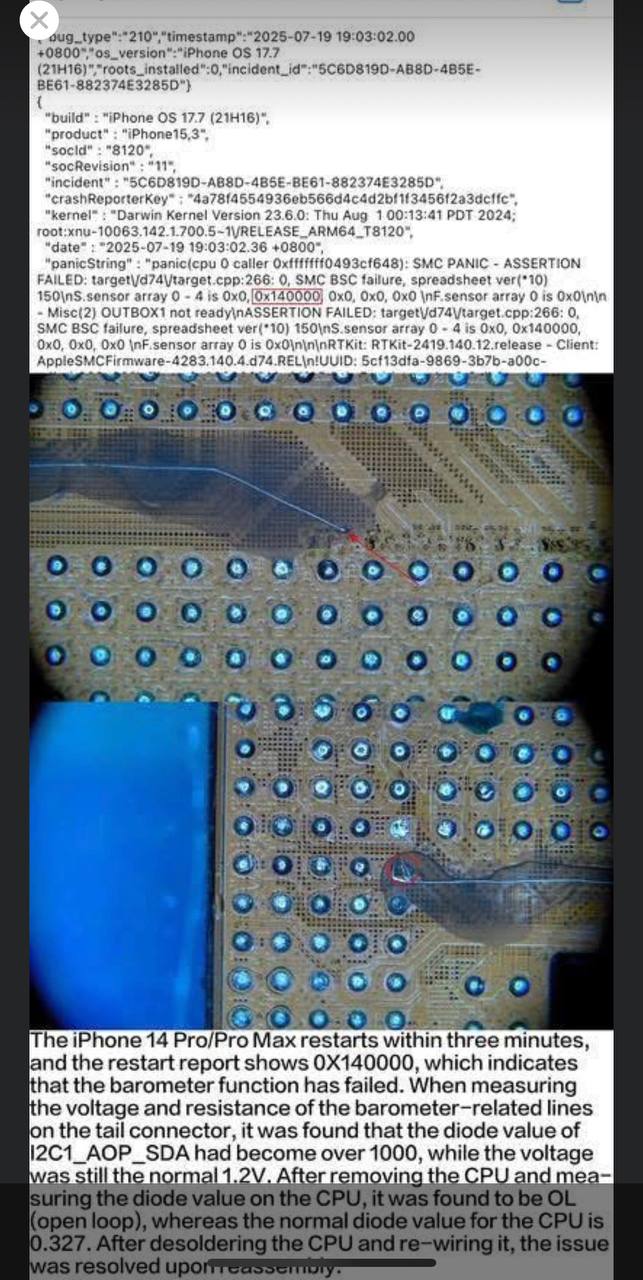 {"bug_type":"210","timestamp":"2025-07-19 19:03:02.00
+0800","os_version":"iPhone OS 17.7
(21H16)","roots_installed":0,"incident_id":"5C6D819D-AB8D-4B5E-
BE61-882374E3285D"}
{
"build" : "iPhone OS 17.7 (21H16)",
"product" : "iPhone15,3",
"socId" : "8120",
"socRevision" : "11",
"incident" : "5C6D819D-AB8D-4B5E-BE61-882374E3285D",
"crashReporterKey" : "4a78f4554936eb566d4c4d2bf1f3456f2a3dcffc",
"kernel" : "Darwin Kernel Version 23.6.0: Thu Aug 1 00:13:41 PDT 2024;
root:xnu-10063.142.1.700.5~1\/RELEASE_ARM64_T8120",
"date" : "2025-07-19 19:03:02.36 +0800",
"panicString" : "panic(cpu 0 caller 0xfffffff0493cf648): SMC PANIC - ASSERTION
FAILED: target\/d74\/target.cpp:266: 0, SMC BSC failure, spreadsheet ver(*10)
150\nS.sensor array 0 - 4 is 0x0, 0x140000, 0x0, 0x0, 0x0 \nF.sensor array 0 is 0x0\n\n
- Misc(2) OUTBOX1 not ready\nASSERTION FAILED: target\/d74\/target.cpp:266: 0,
SMC BSC failure, spreadsheet ver(*10) 150\nS.sensor array 0 - 4 is 0x0, 0x140000,
0x0, 0x0, 0x0 \nF.sensor array 0 is 0x0\n\n\nRTKit: RTKit-2419.140.12.release - Client:
AppleSMCFirmware-4283.140.4.d74.REL\n!UUID: 5cf13dfa-9869-3b7b-a00c-
The iPhone 14 Pro/Pro Max restarts within three minutes,
and the restart report shows 0X140000, which indicates
that the barometer function has failed. When measuring
the voltage and resistance of the barometer-related lines
on the tail connector, it was found that the diode value of
I2C1_AOP_SDA had become over 1000, while the voltage
was still the normal 1.2V. After removing the CPU and mea-
suring the diode value on the CPU, it was found to be OL
(open loop), whereas the normal diode value for the CPU is
0.327. After desoldering the CPU and re-wiring it, the issue
was resolved upon reassembly.